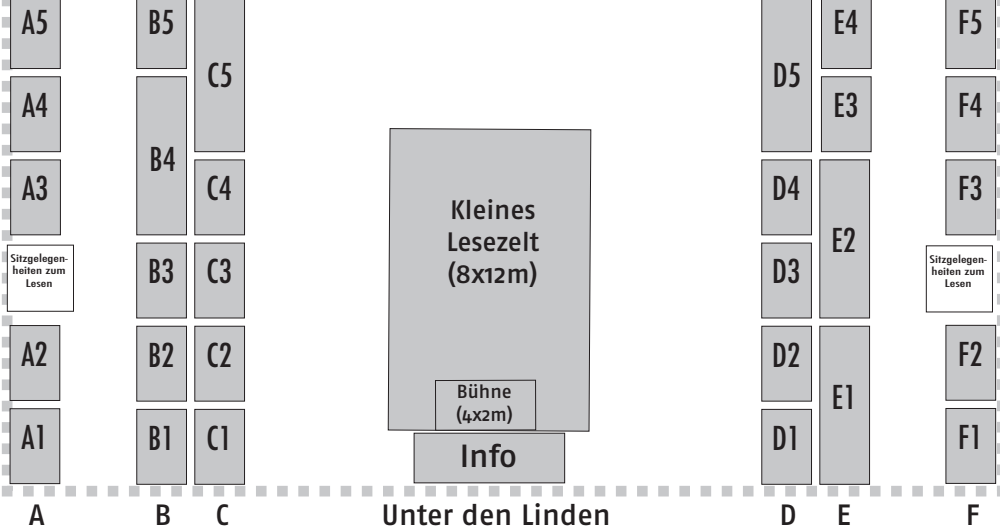 A5
B5
C5
D5
E4
F5
A4
B4
E3
F4
A3
C4
Kleines
Lesezelt
(8x12m)
D4
E2
F3
Sitzgelegen-
heiten zum
Lesen
B3
C3
D3
Sitzgelegen-
heiten zum
Lesen
A2
B2
C2
Bühne
(4x2m)
D2
E1
F2
A1
B1
C1
Info
D1
F1
A
B
C
Unter den Linden
D
E
F